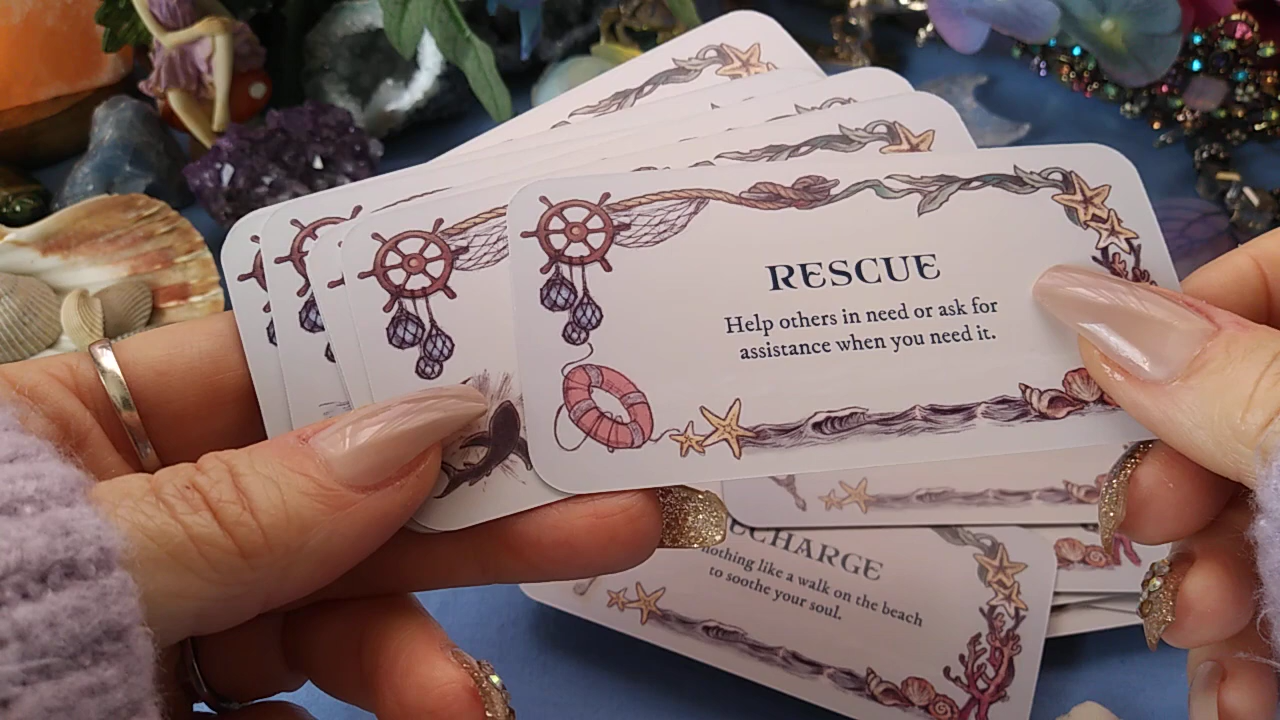 RESCUE
Help others in need or ask for
assistance when you need it.
ECHARGE
nothing like a walk on the beach
to soothe your soul.